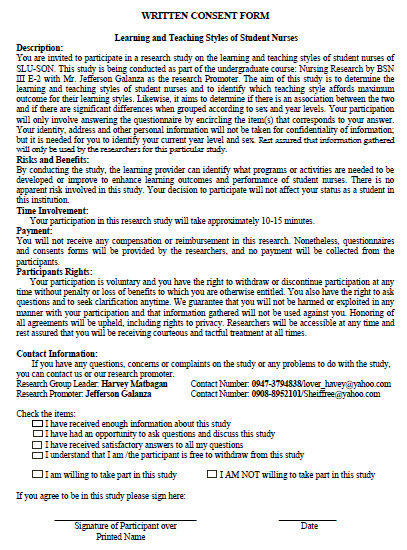 WRITTEN CONSENT FORM
Learning and Teaching Styles of Student Nurses
Description:
You are invited to participate in a research study on the learning and teaching styles of student nurses of
SLU-SON. This study is being conducted as part of the undergraduate course: Nursing Research by BSN
III E-2 with Mr. Jefferson Galanza as the research Promoter. The aim of this study is to determine the
learning and teaching styles of student nurses and to identify which teaching style affords maximum
outcome for their learning styles. Likewise, it aims to determine if there is an association between the two
and if there are significant differences when grouped according to sex and year levels. Your participation
will only involve answering the questionnaire by encircling the item(s) that corresponds to your answer.
Your identity, address and other personal information will not be taken for confidentiality of information;
but it is needed for you to identify your current year level and sex. Rest assured that information gathered
will only be used by the researchers for this particular study.
Risks and Benefits:
By conducting the study, the learning provider can identify what programs or activities are needed to be
developed or improve to enhance learning outcomes and performance of student nurses. There is no
apparent risk involved in this study. Your decision to participate will not affect your status as a student in
this institution.
Time Involvement:
Your participation in this research study will take approximately 10-15 minutes.
Payment:
You will not receive any compensation or reimbursement in this research. Nonetheless, questionnaires
and consents forms will be provided by the researchers, and no payment will be collected from the
participants.
Participants Rights:
Your participation is voluntary and you have the right to withdraw or discontinue participation at any
time without penalty or loss of benefits to which you are otherwise entitled. You also have the right to ask
questions and to seek clarification anytime. We guarantee that you will not be harmed or exploited in any
manner with your participation and that information gathered will not be used against you. Honoring of
all agreements will be upheld, including rights to privacy. Researchers will be accessible at any time and
rest assured that you will be receiving courteous and tactful treatment at all times.
Contact Information:
If you have any questions, concerns or complaints on the study or any problems to do with the study,
you can contact us or our research promoter.
Research Group Leader: Harvey Matbagan Contact Number: 0947-3794838/lover_havey@yahoo.com
Research Promoter: Jefferson Galanza Contact Number: 0908-8952101/Sheiffree@yahoo.com
Check the items:
I have received enough information about this study
I have had an opportunity to ask questions and discuss this study
I have received satisfactory answers to all my questions
I understand that I am /the participant is free to withdraw from this study
I am willing to take part in this study I AM NOT willing to take part in this study
If you agree to be in this study please sign here:
Signature of Participant over Date
Printed Name